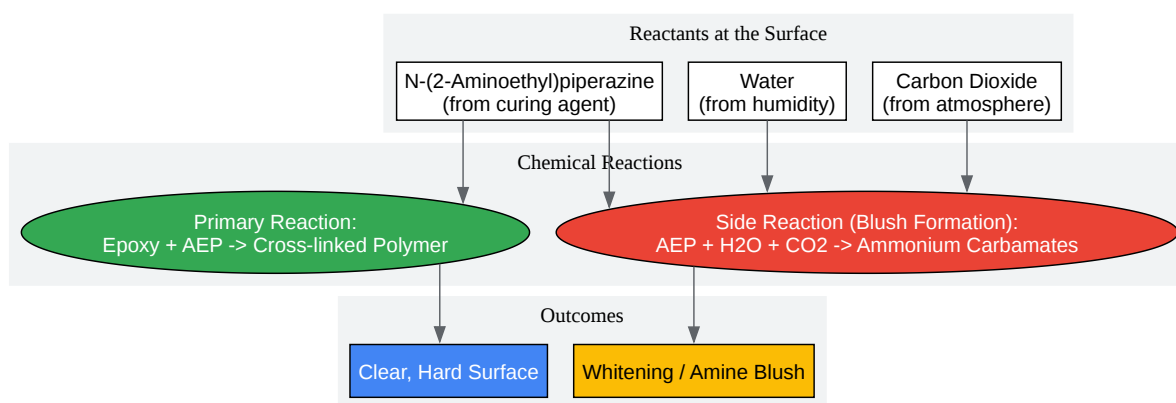 Reactants at the Surface
N-(2-Aminoethyl)piperazine
(from curing agent)
Water
(from humidity)
Carbon Dioxide
(from atmosphere)
Chemical Reactions
Primary Reaction:
Epoxy + AEP -> Cross-linked Polymer
Side Reaction (Blush Formation):
AEP + H2O + CO2 -> Ammonium Carbamates
Outcomes
Clear, Hard Surface
Whitening / Amine Blush